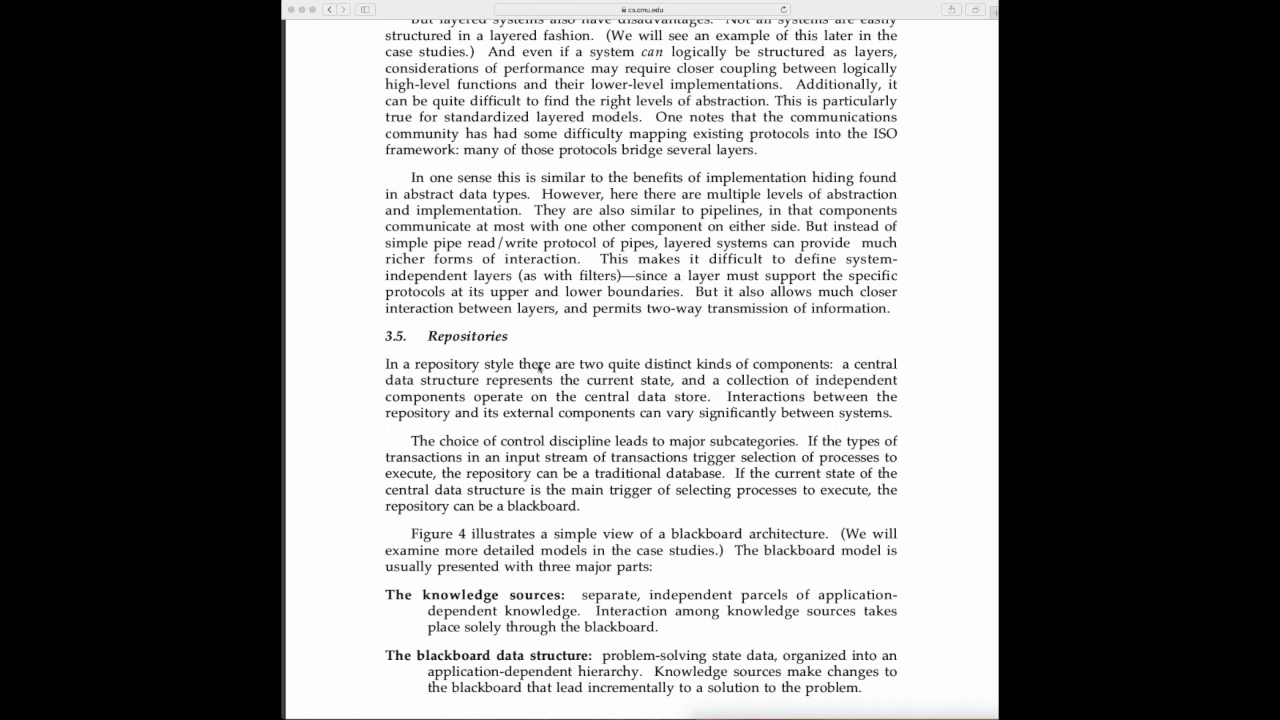 cs.cmu.edu
But layered systems also have disadvantages. Not all systems are easily
structured in a layered fashion. (We will see an example of this later in the
case studies.) And even if a system can logically be structured as layers,
considerations of performance may require closer coupling between logically
high-level functions and their lower-level implementations. Additionally, it
can be quite difficult to find the right levels of abstraction. This is particularly
true for standardized layered models. One notes that the communications
community has had some difficulty mapping existing protocols into the ISO
framework: many of those protocols bridge several layers.
In one sense this is similar to the benefits of implementation hiding found
in abstract data types. However, here there are multiple levels of abstraction
and implementation. They are also similar to pipelines, in that components
communicate at most with one other component on either side. But instead of
simple pipe read/write protocol of pipes, layered systems can provide much
richer forms of interaction. This makes it difficult to define system-
independent layers (as with filters)—since a layer must support the specific
protocols at its upper and lower boundaries. But it also allows much closer
interaction between layers, and permits two-way transmission of information.
3.5. Repositories
In a repository style there are two quite distinct kinds of components: a central
data structure represents the current state, and a collection of independent
components operate on the central data store. Interactions between the
repository and its external components can vary significantly between systems.
The choice of control discipline leads to major subcategories. If the types of
transactions in an input stream of transactions trigger selection of processes to
execute, the repository can be a traditional database. If the current state of the
central data structure is the main trigger of selecting processes to execute, the
repository can be a blackboard.
Figure 4 illustrates a simple view of a blackboard architecture. (We will
examine more detailed models in the case studies.) The blackboard model is
usually presented with three major parts:
The knowledge sources: separate, independent parcels of application-
dependent knowledge. Interaction among knowledge sources takes
place solely through the blackboard.
The blackboard data structure: problem-solving state data, organized into an
application-dependent hierarchy. Knowledge sources make changes to
the blackboard that lead incrementally to a solution to the problem.